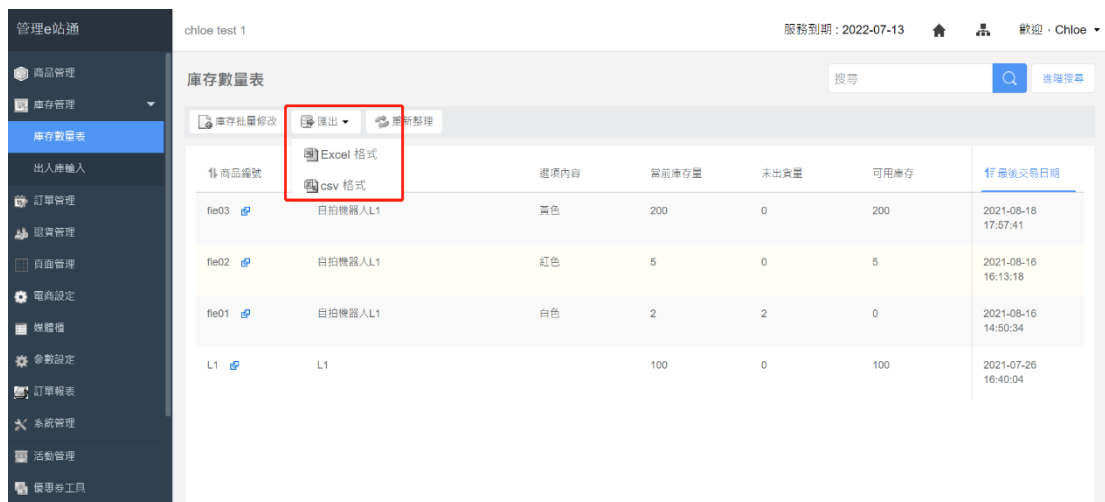 管理e站通
chloe test 1
服務到期 : 2022-07-13
歡迎，Chloe
商品管理
庫存管理
庫存數量表
出入庫輸入
訂單管理
退貨管理
頁面管理
電商設定
媒體櫃
參數設定
訂單報表
系統管理
活動管理
優惠券工具
庫存數量表
搜尋
進階搜尋
庫存批量修改
匯出
重新整理
Excel 格式
csv 格式
商品編號 選項內容 當前庫存量 未出貨量 可用庫存 最後交易日期
fie03 自拍機器人L1 黃色 200 0 200 2021-08-18
17:57:41
fie02 自拍機器人L1 紅色 5 0 5 2021-08-16
16:13:18
fie01 自拍機器人L1 白色 2 2 0 2021-08-16
14:50:34
L1 L1 100 0 100 2021-07-26
16:40:04